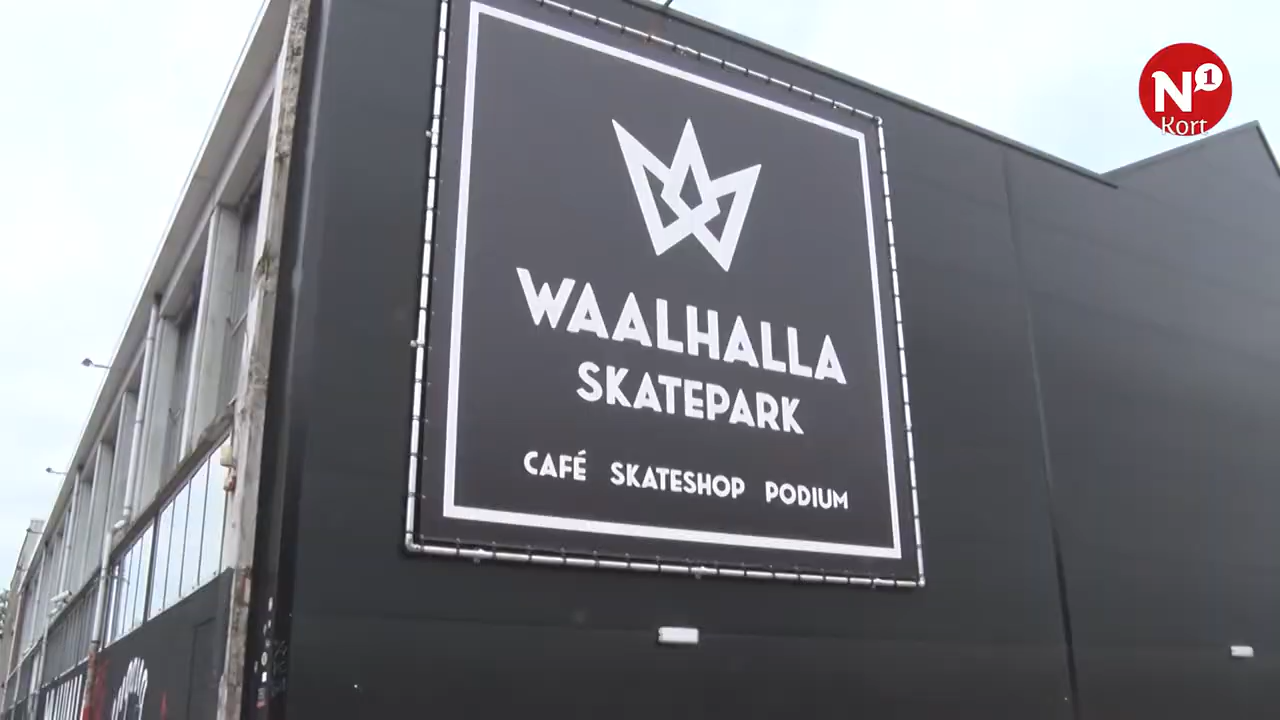 N1
Kort
WAALHALLA
SKATEPARK
CAFÉ SKATESHOP PODIUM